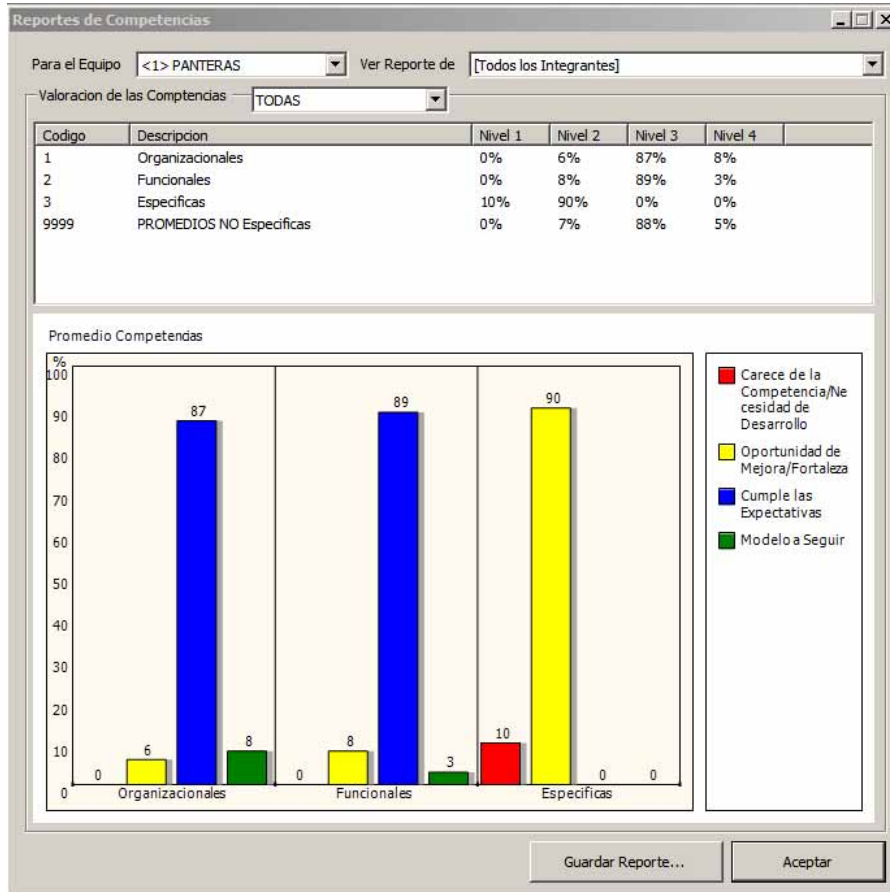 Reportes de Competencias
Para el Equipo <1> PANTERAS Ver Reporte de [Todos los Integrantes]
Valoracion de las Comptencias TODAS
Codigo Descripcion Nivel 1 Nivel 2 Nivel 3 Nivel 4
1 Organizacionales 0% 6% 87% 8%
2 Funcionales 0% 8% 89% 3%
3 Especificas 10% 90% 0% 0%
9999 PROMEDIOS NO Especificas 0% 7% 88% 5%
Promedio Competencias
%
100
90
80
70
60
50
40
30
20
10
0
0 6 87 8
0 8 89 3
10 90 0 0
Organizacionales Funcionales Especificas
Carece de la
Competencia/Ne
cesidad de
Desarrollo
Oportunidad de
Mejora/Fortaleza
Cumple las
Expectativas
Modelo a Seguir
Guardar Reporte... Aceptar